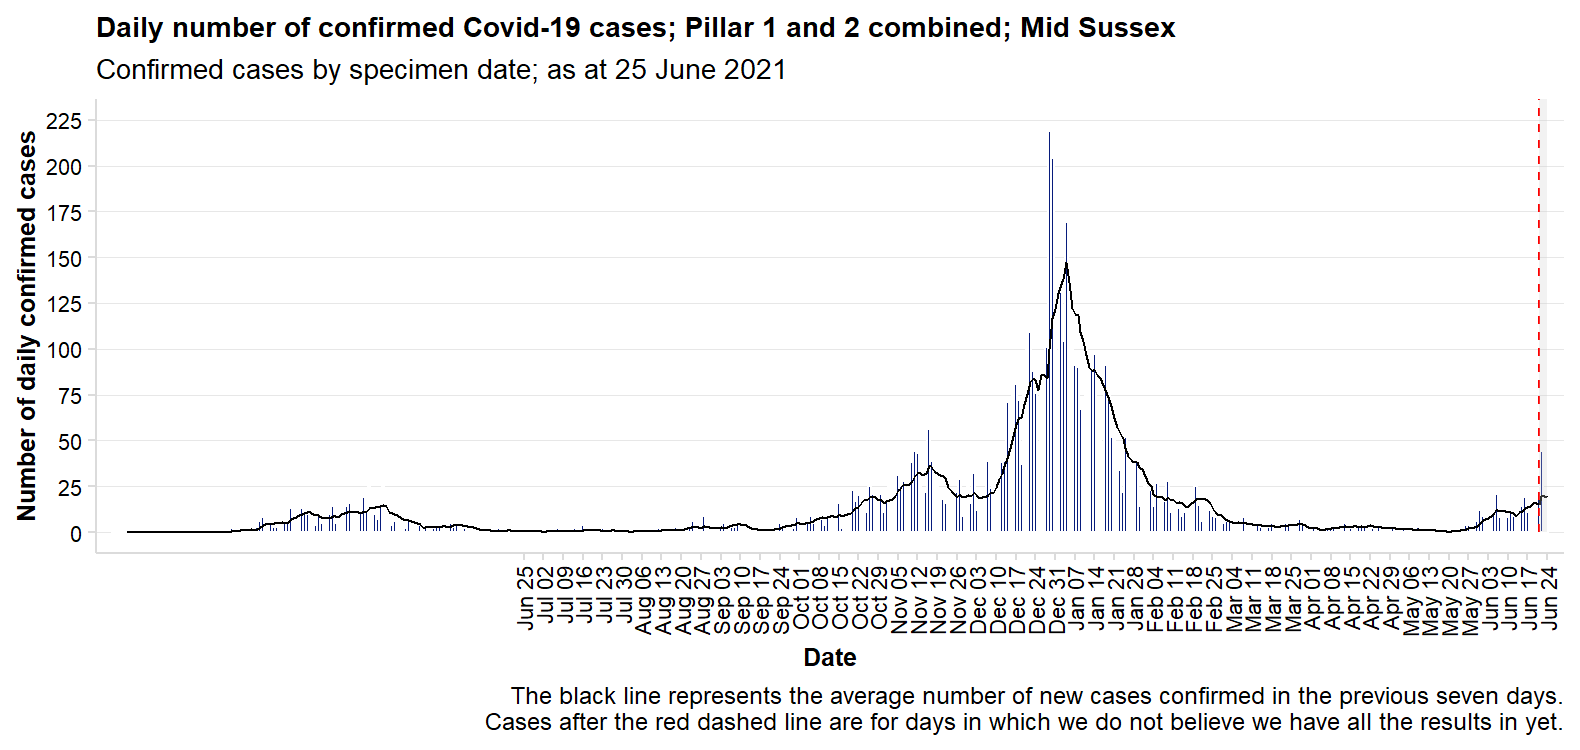 Daily number of confirmed Covid-19 cases; Pillar 1 and 2 combined; Mid Sussex
Confirmed cases by specimen date; as at 25 June 2021
Number of daily confirmed cases
225
200
175
150
125
100
75
50
25
0
Jun 25
Jul 02
Jul 09
Jul 16
Jul 23
Jul 30
Aug 06
Aug 13
Aug 20
Aug 27
Sep 03
Sep 10
Sep 17
Sep 24
Oct 01
Oct 08
Oct 15
Oct 22
Oct 29
Nov 05
Nov 12
Nov 19
Nov 26
Dec 03
Dec 10
Dec 17
Dec 24
Dec 31
Jan 07
Jan 14
Jan 21
Jan 28
Feb 04
Feb 11
Feb 18
Feb 25
Mar 04
Mar 11
Mar 18
Mar 25
Apr 01
Apr 08
Apr 15
Apr 22
Apr 29
May 06
May 13
May 20
May 27
Jun 03
Jun 10
Jun 17
Jun 24
Date
The black line represents the average number of new cases confirmed in the previous seven days.
Cases after the red dashed line are for days in which we do not believe we have all the results in yet.